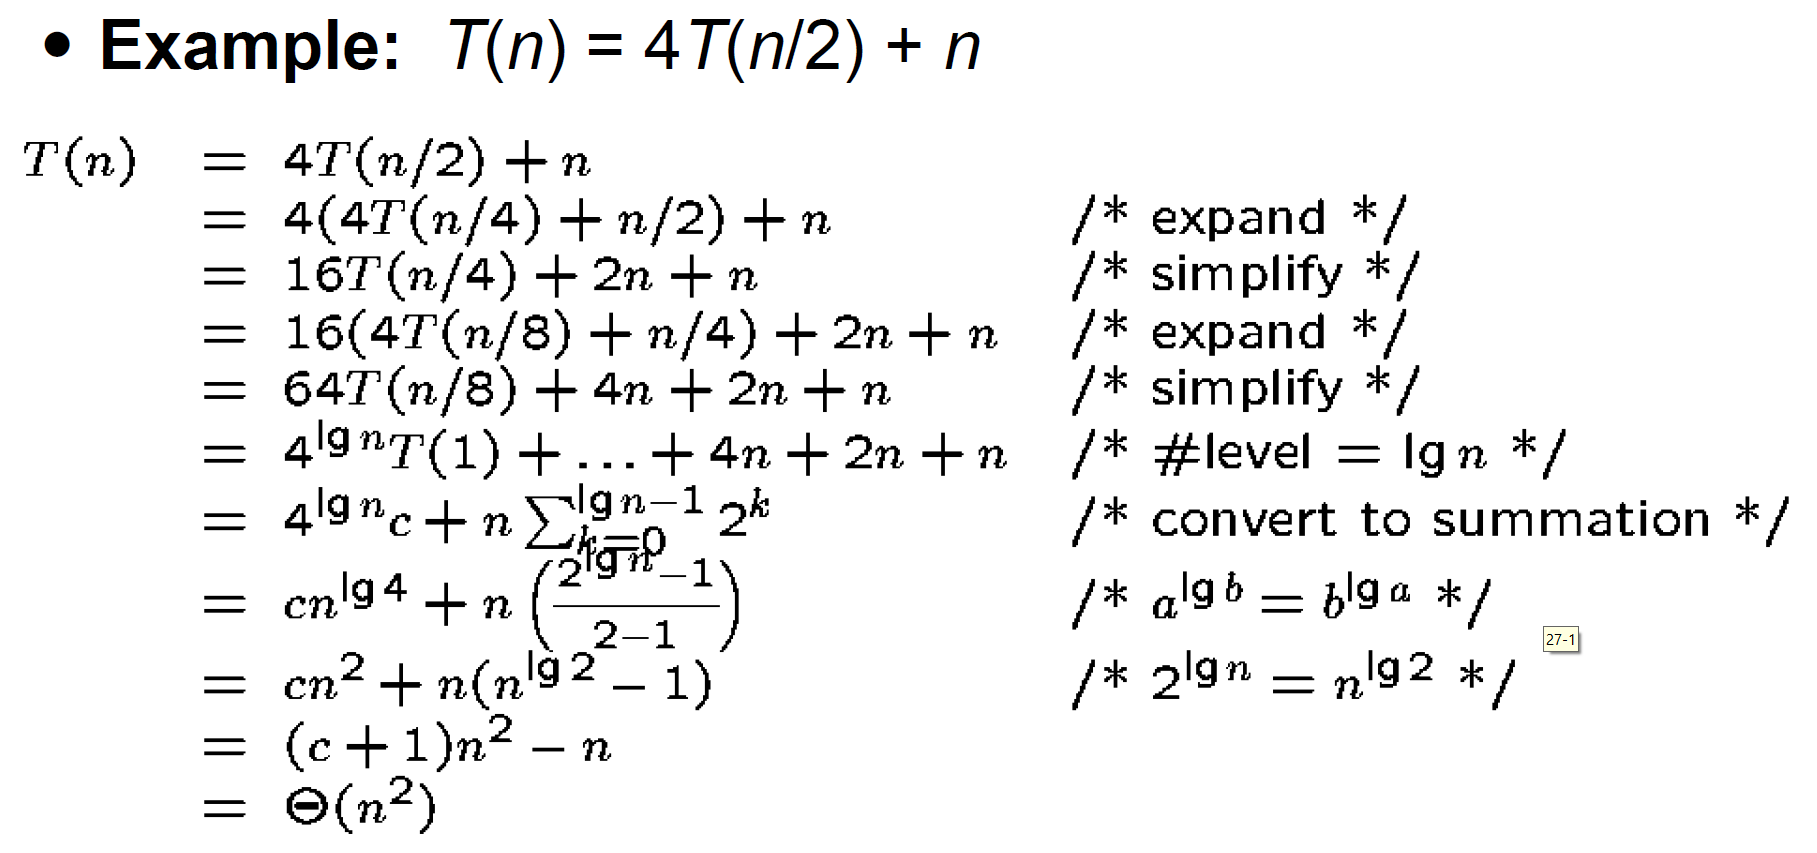 • Example: T(n) = 4T(n/2) + n
T(n) = 4T(n/2) + n
= 4(4T(n/4) + n/2) + n /* expand */
= 16T(n/4) + 2n + n /* simplify */
= 16(4T(n/8) + n/4) + 2n + n /* expand */
= 64T(n/8) + 4n + 2n + n /* simplify */
= 4^{lg n}T(1) + ... + 4n + 2n + n /* #level = lg n */
= 4^{lg n}c + n ∑_{k=0}^{lg n−1} 2^k /* convert to summation */
= cn^{lg 4} + n ((2^{lg n} − 1)/(2−1)) /* a^{lg b} = b^{lg a} */
27-1
= cn^2 + n(n^{lg 2} − 1) /* 2^{lg n} = n^{lg 2} */
= (c + 1)n^2 − n
= Θ(n^2)